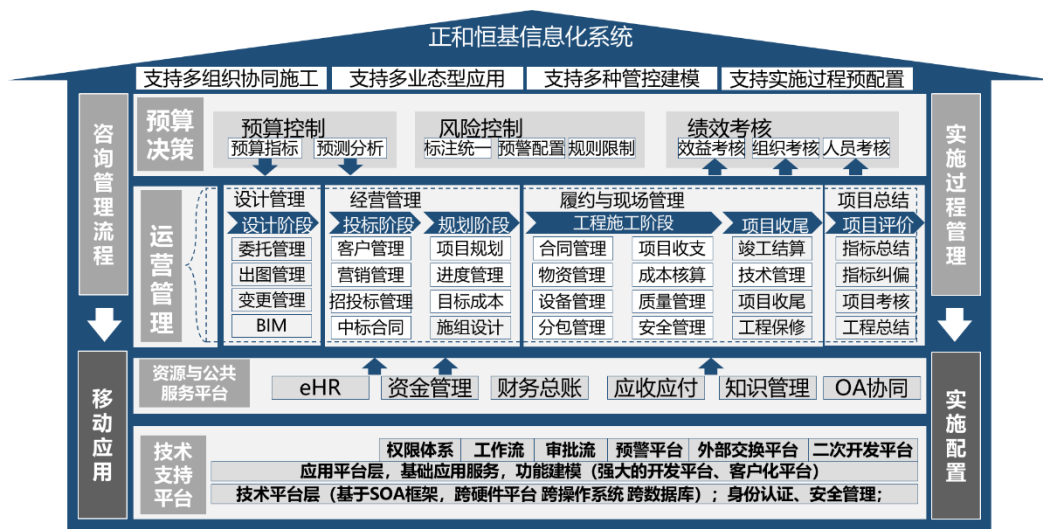 正和恒基信息化系统
支持多组织协同施工 支持多业态型应用 支持多种管控建模 支持实施过程预配置
咨询管理流程
移动应用
预算决策
预算控制 风险控制 绩效考核
预算指标 预测分析 标注统一 预警配置 规则限制 效益考核 组织考核 人员考核
运营管理
设计管理 经营管理 履约与现场管理 项目总结
设计阶段 投标阶段 规划阶段 工程施工阶段 项目收尾 项目评价
委托管理 客户管理 项目规划 合同管理 项目收支 竣工结算 指标总结
出图管理 营销管理 进度管理 物资管理 成本核算 技术管理 指标纠偏
变更管理 招投标管理 目标成本 设备管理 质量管理 项目收尾 项目考核
BIM 中标合同 施组设计 分包管理 安全管理 工程保修 工程总结
资源与公共
服务平台
eHR 资金管理 财务总账 应收应付 知识管理 OA协同
技术
支持
平台
权限体系 工作流 审批流 预警平台 外部交换平台 二次开发平台
应用平台层，基础应用服务，功能建模（强大的开发平台、客户化平台）
技术平台层（基于SOA框架，跨硬件平台 跨操作系统 跨数据库）；身份认证、安全管理；
实施过程管理
实施配置